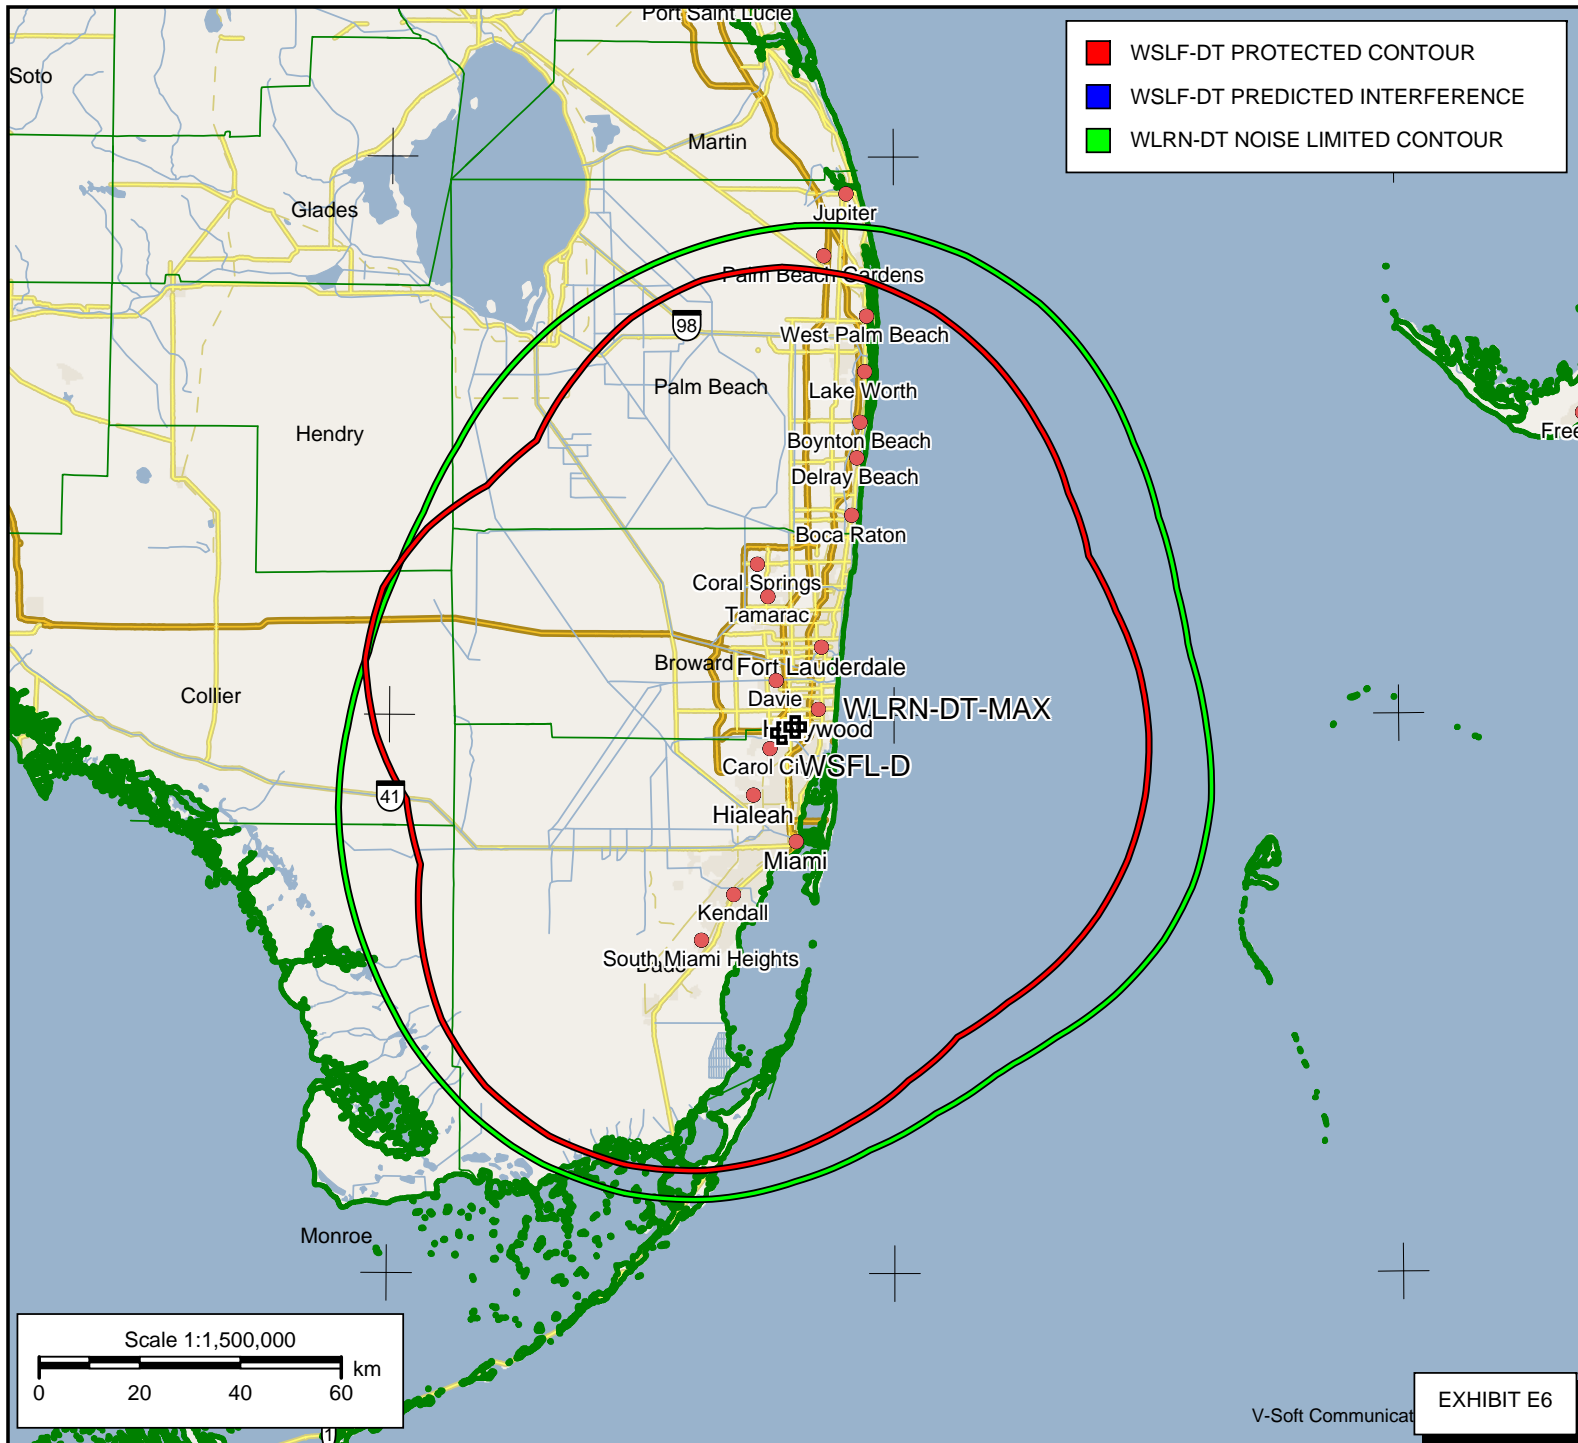 Port Saint Lucie
WSLF-DT PROTECTED CONTOUR
WSLF-DT PREDICTED INTERFERENCE
WLRN-DT NOISE LIMITED CONTOUR
Soto
Martin
Glades
Jupiter
Palm Beach Gardens
98
West Palm Beach
Palm Beach
Lake Worth
Hendry
Boynton Beach
Free
Delray Beach
Boca Raton
Coral Springs
Tamarac
Broward
Fort Lauderdale
Collier
Davie
WLRN-DT-MAX
Carol Ci
WSFL-D
41
Hialeah
Miami
Kendall
South Miami Heights
Dade
Monroe
Scale 1:1,500,000
km
0 20 40 60
1
V-Soft Communicat
EXHIBIT E6